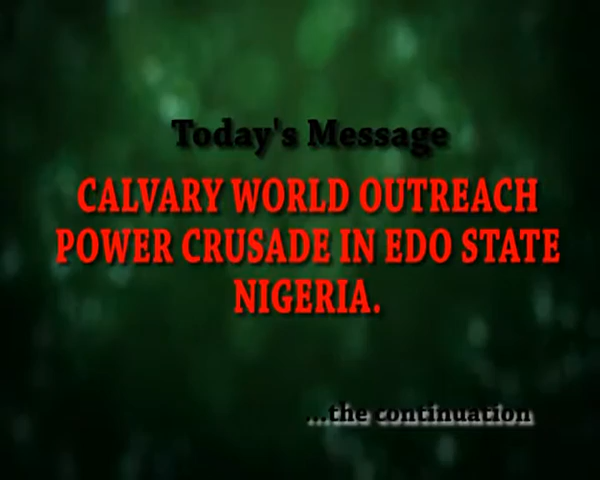 Today's Message
CALVARY WORLD OUTREACH
POWER CRUSADE IN EDO STATE
NIGERIA.
...the continuation